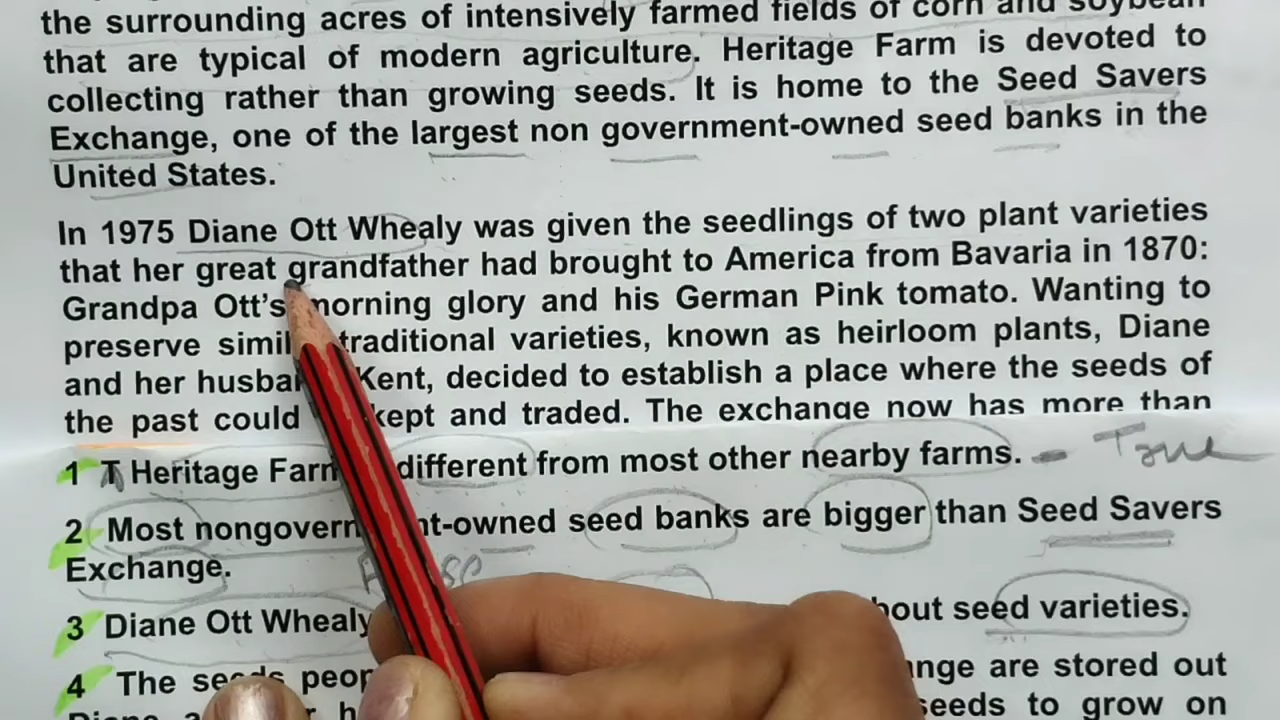 the surrounding acres of intensively farmed fields of corn and soybean
that are typical of modern agriculture. Heritage Farm is devoted to
collecting rather than growing seeds. It is home to the Seed Savers
Exchange, one of the largest non government-owned seed banks in the
United States.
In 1975 Diane Ott Whealy was given the seedlings of two plant varieties
that her great grandfather had brought to America from Bavaria in 1870:
Grandpa Ott's morning glory and his German Pink tomato. Wanting to
preserve traditional varieties, known as heirloom plants, Diane
and her Kent, decided to establish a place where the seeds of
the past could kept and traded. The exchange now has more than
1 T Heritage Farm different from most other nearby farms. - True
2 Most nongovernment-owned seed banks are bigger than Seed Savers
Exchange.
3 Diane Ott Whealy seed varieties.
4 The seeds are stored out
seeds to grow on